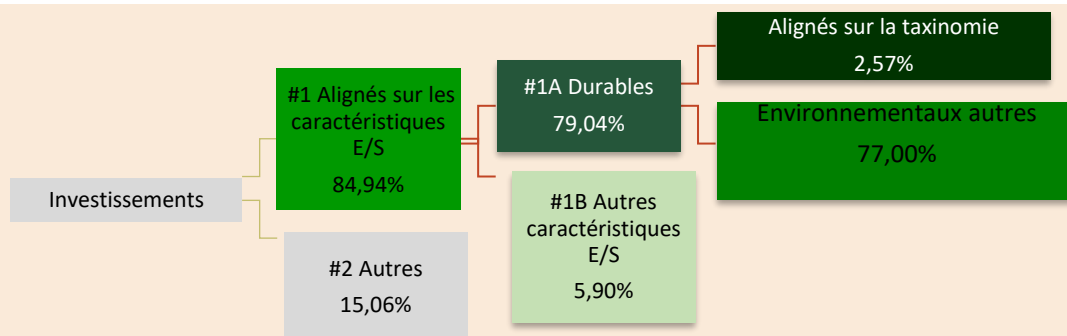 Investissements
#1 Alignés sur les
caractéristiques
E/S
84,94%
#2 Autres
15,06%
#1A Durables
79,04%
#1B Autres
caractéristiques
E/S
5,90%
Alignés sur la taxinomie
2,57%
Environnementaux autres
77,00%